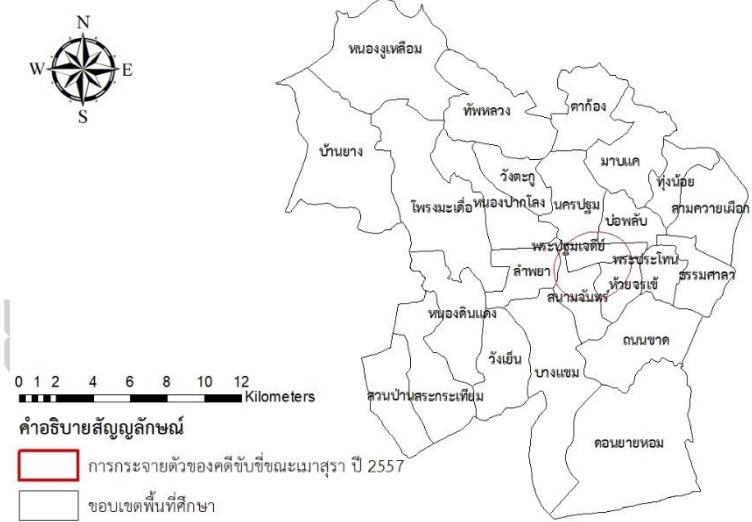 N
W E
S
หนองงูเหลือม
ทัพหลวง
ตาก้อง
บ้านยาง
มาบแค
วังตะกู
ทุ่งน้อย
โพรงมะเดื่อ หนองปากโลง นครปฐม สามควายเผือก
บ่อพลับ
พระปฐมเจดีย์
พระประโทน
ลำพยา ธรรมศาลา
ห้วยจรเข้
สนามจันทร์
หนองดินแดง
ถนนขาด
วังเย็น
บางแขม
สวนป่าน สระกะเทียม
ดอนยายหอม
0 1 2 4 6 8 10 12
Kilometers
คำอธิบายสัญญลักษณ์
การกระจายตัวของคดีขับขี่ขณะเมาสุรา ปี 2557
ขอบเขตพื้นที่ศึกษา